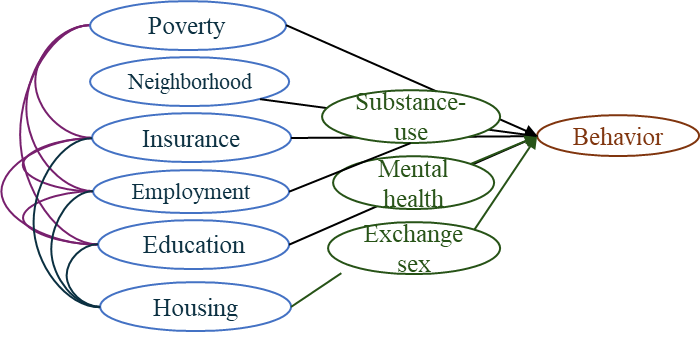 Poverty
Neighborhood
Substance-
use
Insurance
Behavior
Mental
health
Employment
Exchange
sex
Education
Housing